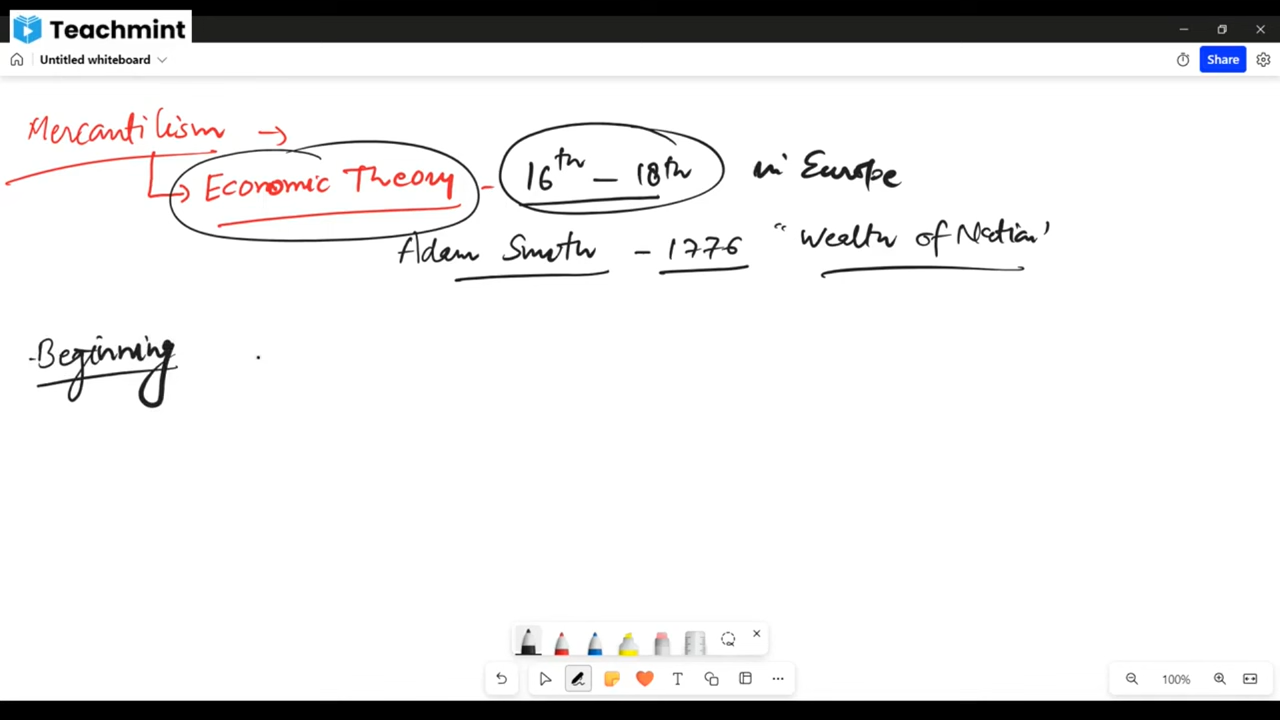 Teachmint
Untitled whiteboard
Share
Mercantilism →
→ Economic Theory - 16th - 18th in Europe
Adam Smith - 1776 "Wealth of Nation'
Beginning
T
100%